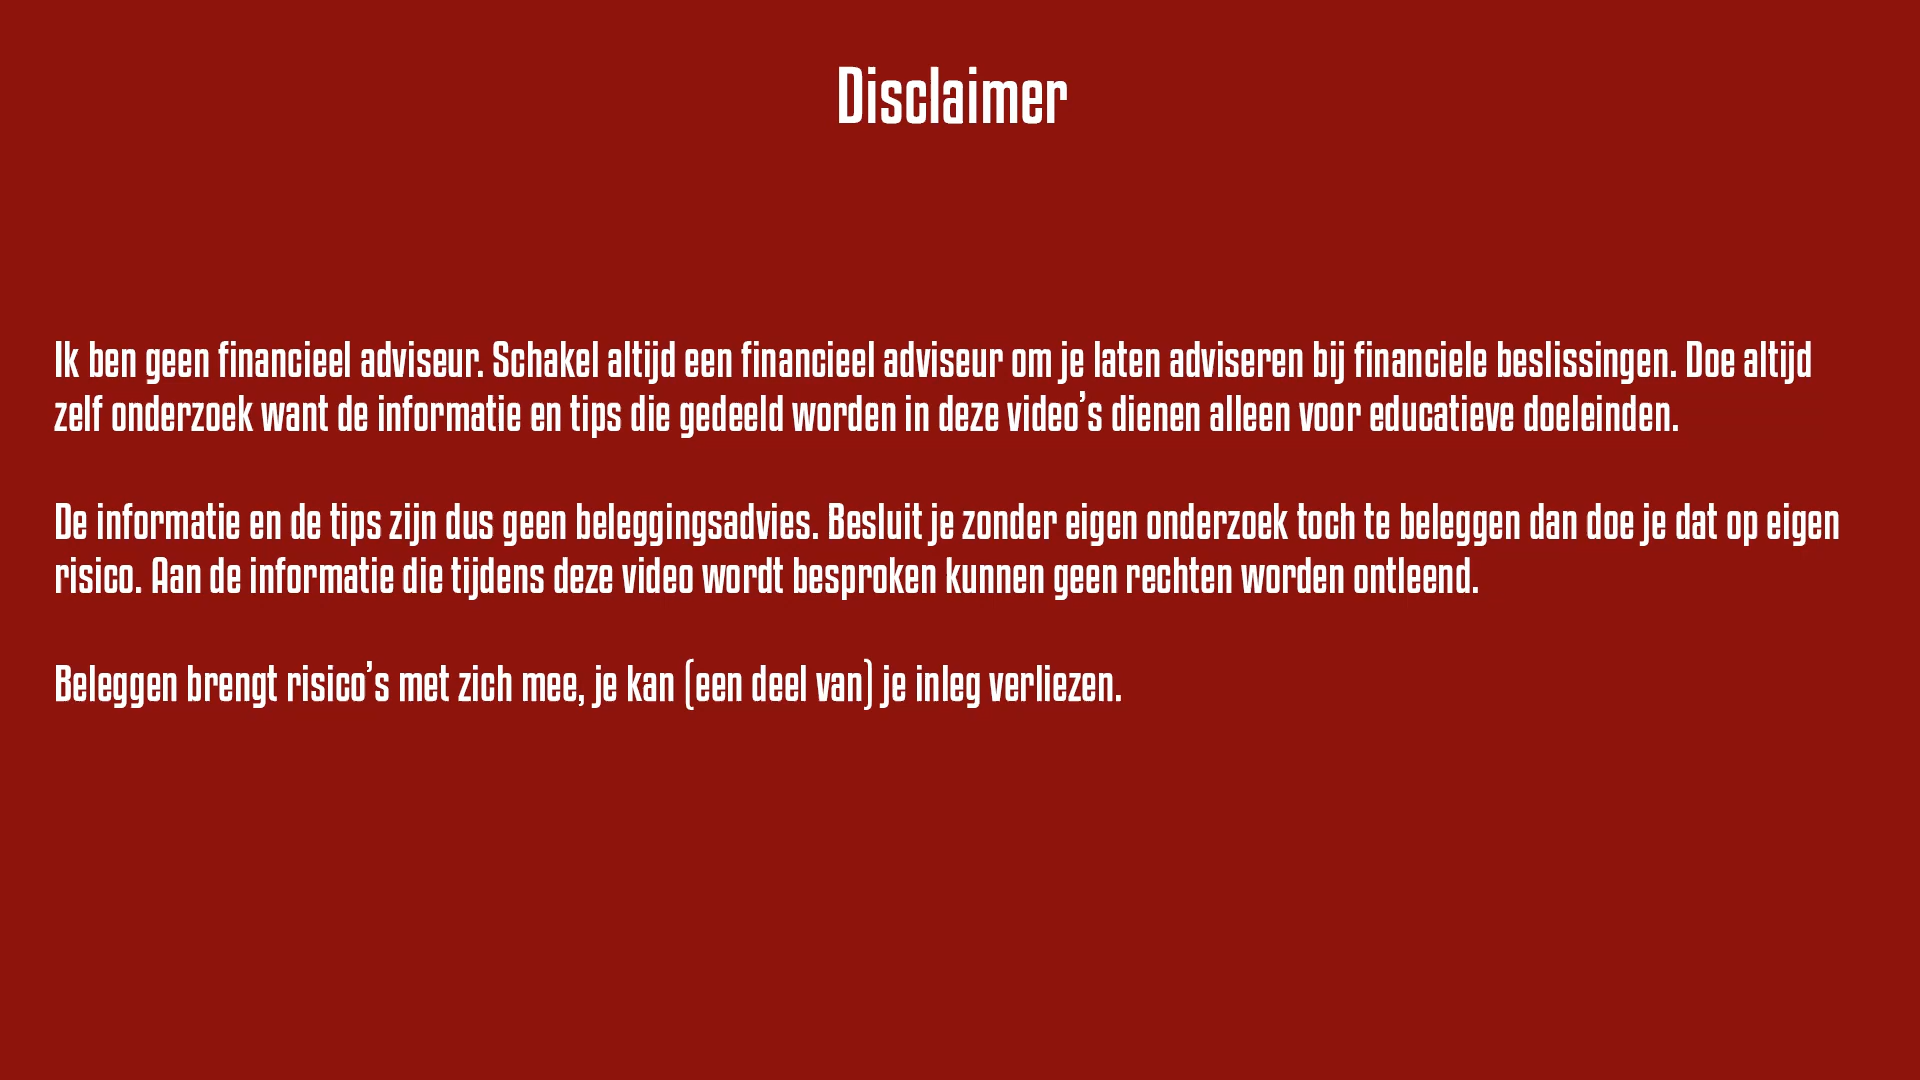 Disclaimer
Ik ben geen financieel adviseur. Schakel altijd een financieel adviseur om je laten adviseren bij financiele beslissingen. Doe altijd
zelf onderzoek want de informatie en tips die gedeeld worden in deze video’s dienen alleen voor educatieve doeleinden.
De informatie en de tips zijn dus geen beleggingsadvies. Besluit je zonder eigen onderzoek toch te beleggen dan doe je dat op eigen
risico. Aan de informatie die tijdens deze video wordt besproken kunnen geen rechten worden ontleend.
Beleggen brengt risico’s met zich mee, je kan (een deel van) je inleg verliezen.